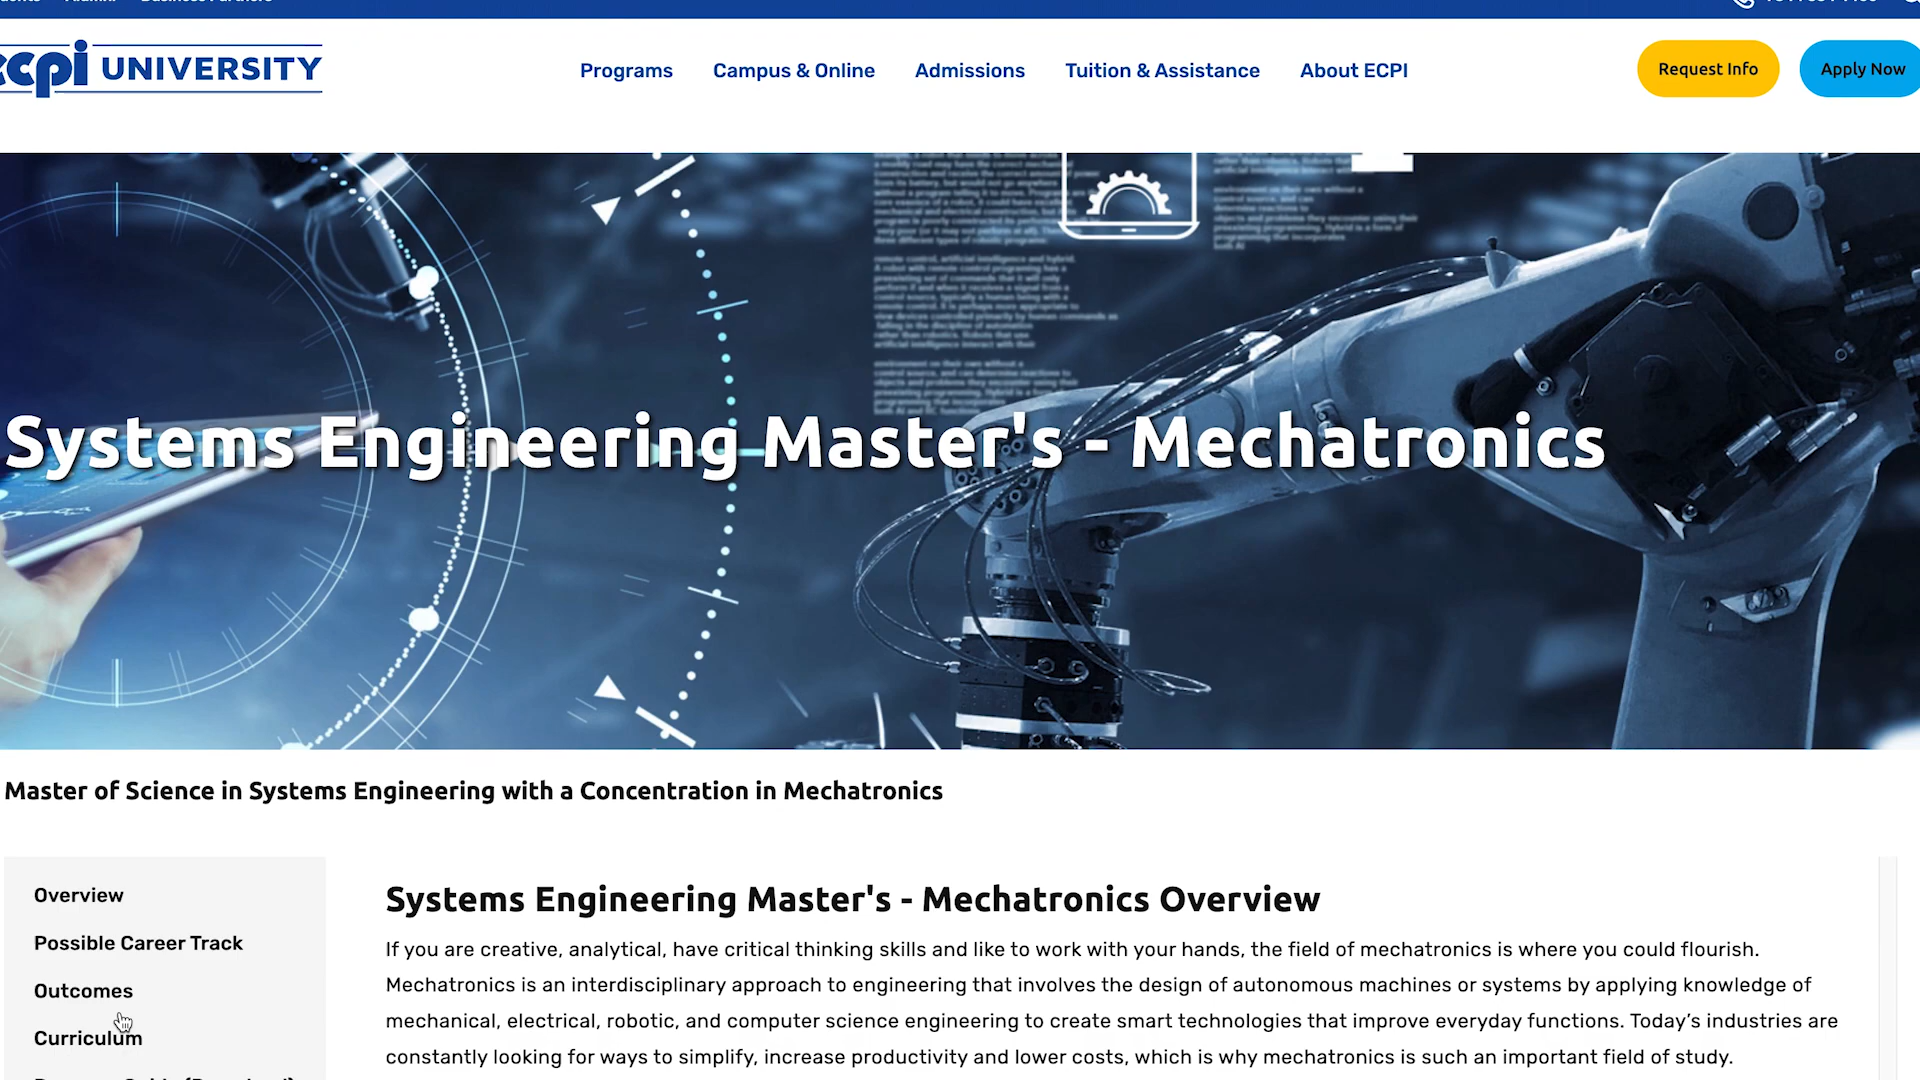 ecpi UNIVERSITY
Programs
Campus & Online
Admissions
Tuition & Assistance
About ECPI
Request Info
Apply Now
Systems Engineering Master's - Mechatronics
Master of Science in Systems Engineering with a Concentration in Mechatronics
Overview
Possible Career Track
Outcomes
Curriculum
Systems Engineering Master's - Mechatronics Overview
If you are creative, analytical, have critical thinking skills and like to work with your hands, the field of mechatronics is where you could flourish.
Mechatronics is an interdisciplinary approach to engineering that involves the design of autonomous machines or systems by applying knowledge of
mechanical, electrical, robotic, and computer science engineering to create smart technologies that improve everyday functions. Today’s industries are
constantly looking for ways to simplify, increase productivity and lower costs, which is why mechatronics is such an important field of study.